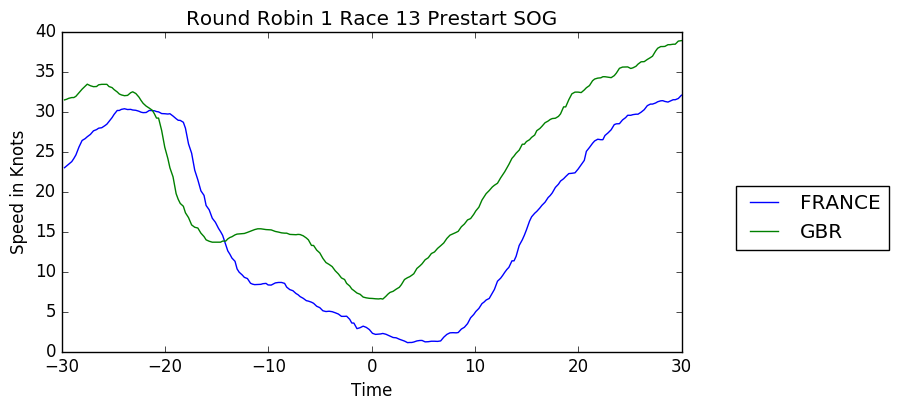 Round Robin 1 Race 13 Prestart SOG
40
35
30
25
20
15
10
5
0
Speed in Knots
−30 −20 −10 0 10 20 30
Time
FRANCE
GBR